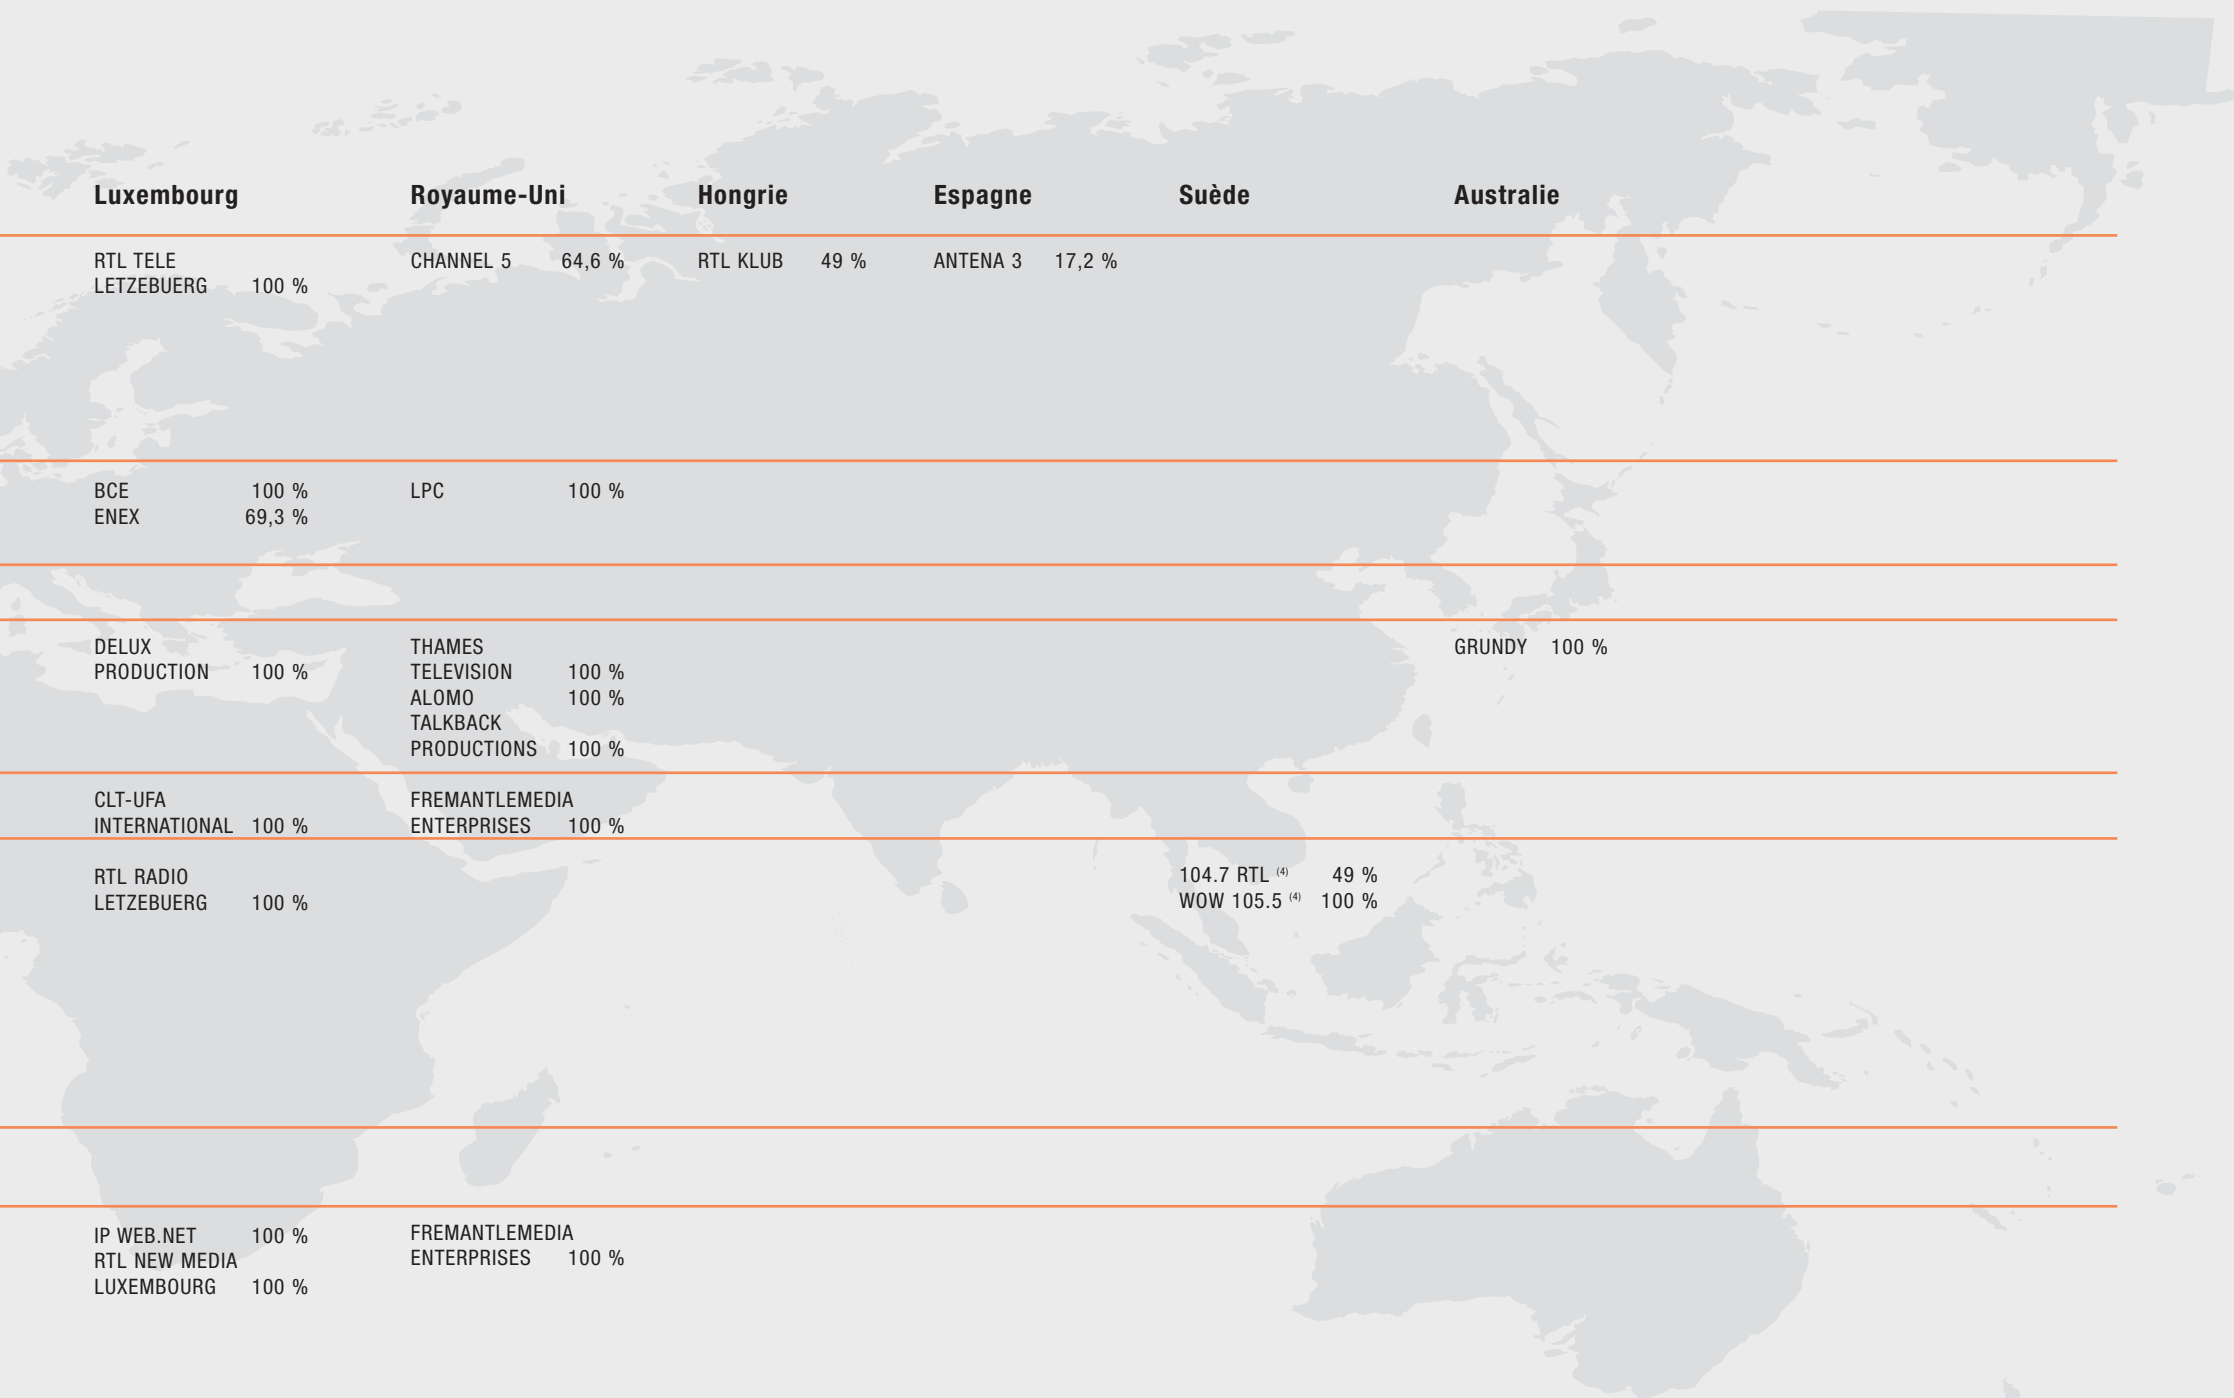 Luxembourg Royaume-Uni Hongrie Espagne Suède Australie
RTL TELE CHANNEL 5 64,6 % RTL KLUB 49 % ANTENA 3 17,2 %
LETZEBUERG 100 %
BCE 100 % LPC 100 %
ENEX 69,3 %
DELUX THAMES GRUNDY 100 %
PRODUCTION 100 % TELEVISION 100 %
ALOMO 100 %
TALKBACK
PRODUCTIONS 100 %
CLT-UFA FREMANTLEMEDIA
INTERNATIONAL 100 % ENTERPRISES 100 %
RTL RADIO 104.7 RTL (4) 49 %
LETZEBUERG 100 % WOW 105.5 (4) 100 %
IP WEB.NET 100 % FREMANTLEMEDIA
RTL NEW MEDIA ENTERPRISES 100 %
LUXEMBOURG 100 %